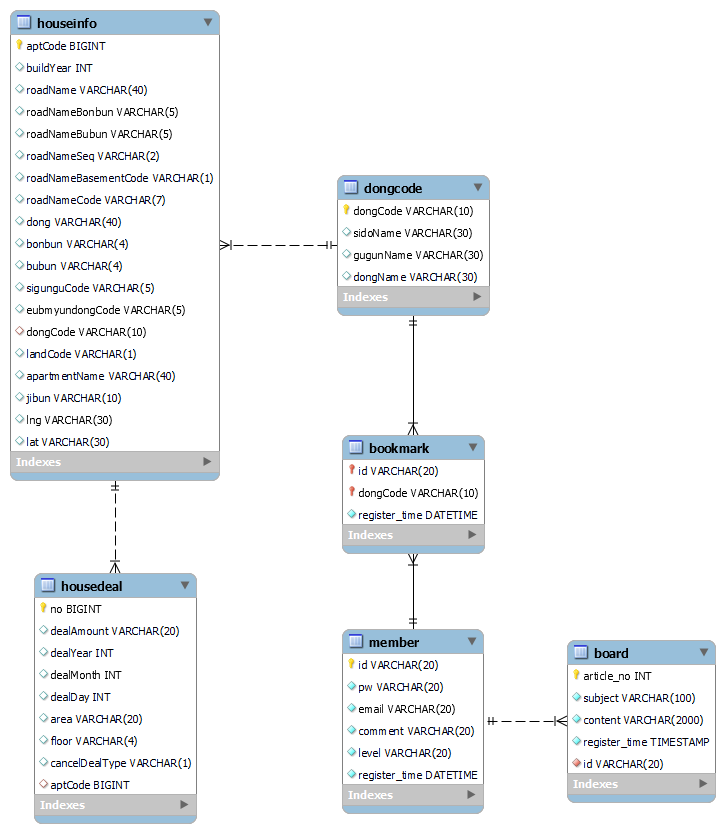 houseinfo
aptCode BIGINT
buildYear INT
roadName VARCHAR(40)
roadNameBonbun VARCHAR(5)
roadNameBubun VARCHAR(5)
roadNameSeq VARCHAR(2)
roadNameBasementCode VARCHAR(1)
roadNameCode VARCHAR(7)
dong VARCHAR(40)
bonbun VARCHAR(4)
bubun VARCHAR(4)
sigunguCode VARCHAR(5)
eubmyundongCode VARCHAR(5)
dongCode VARCHAR(10)
landCode VARCHAR(1)
apartmentName VARCHAR(40)
jibun VARCHAR(10)
lng VARCHAR(30)
lat VARCHAR(30)
Indexes
dongcode
dongCode VARCHAR(10)
sidoName VARCHAR(30)
gugunName VARCHAR(30)
dongName VARCHAR(30)
Indexes
bookmark
id VARCHAR(20)
dongCode VARCHAR(10)
register_time DATETIME
Indexes
housedeal
no BIGINT
dealAmount VARCHAR(20)
dealYear INT
dealMonth INT
dealDay INT
area VARCHAR(20)
floor VARCHAR(4)
cancelDealType VARCHAR(1)
aptCode BIGINT
Indexes
member
id VARCHAR(20)
pw VARCHAR(20)
email VARCHAR(20)
comment VARCHAR(20)
level VARCHAR(20)
register_time DATETIME
Indexes
board
article_no INT
subject VARCHAR(100)
content VARCHAR(2000)
register_time TIMESTAMP
id VARCHAR(20)
Indexes